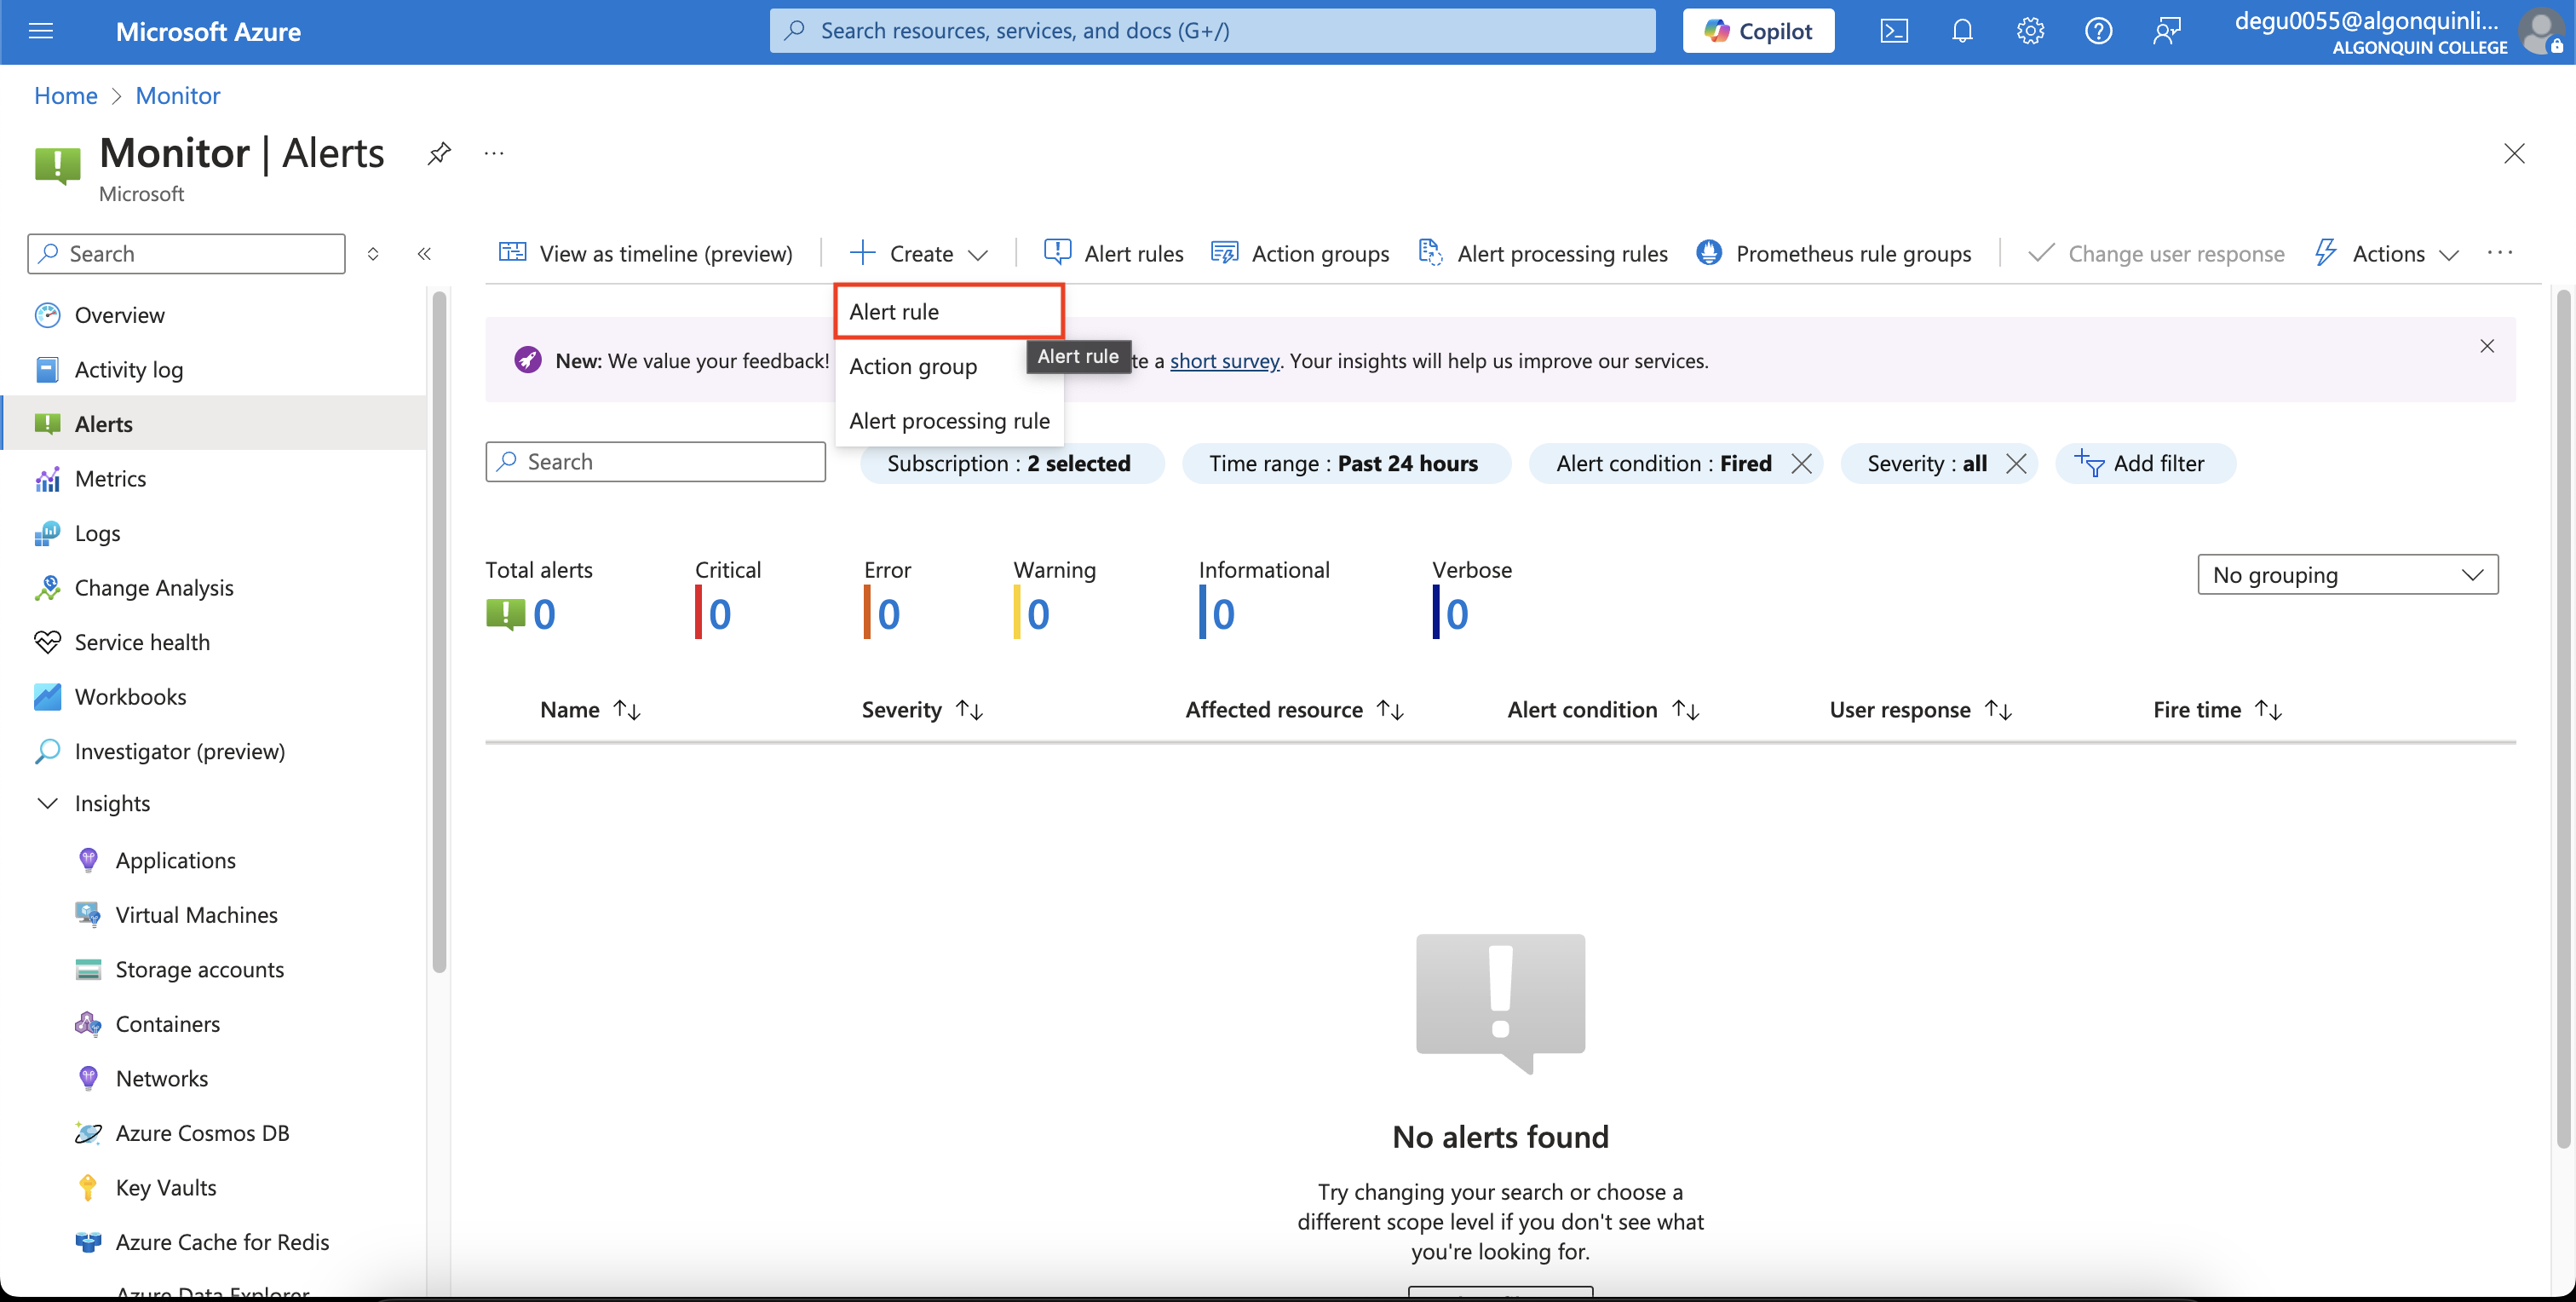 Microsoft Azure
Search resources, services, and docs (G+/)
Copilot
degu0055@algonquinli...
ALGONQUIN COLLEGE
Home > Monitor
Monitor | Alerts
...
Microsoft
Search
View as timeline (preview)
Create
Alert rules
Action groups
Alert processing rules
Prometheus rule groups
Change user response
Actions
...
Alert rule
Action group
Alert processing rule
Alert rule
New: We value your feedback!
te a short survey. Your insights will help us improve our services.
Overview
Activity log
Alerts
Metrics
Logs
Change Analysis
Service health
Workbooks
Investigator (preview)
Insights
Applications
Virtual Machines
Storage accounts
Containers
Networks
Azure Cosmos DB
Key Vaults
Azure Cache for Redis
Azure Data Explorer
Search
Subscription : 2 selected
Time range : Past 24 hours
Alert condition : Fired
Severity : all
Add filter
Total alerts
0
Critical
0
Error
0
Warning
0
Informational
0
Verbose
0
No grouping
Name
Severity
Affected resource
Alert condition
User response
Fire time
No alerts found
Try changing your search or choose a
different scope level if you don't see what
you're looking for.